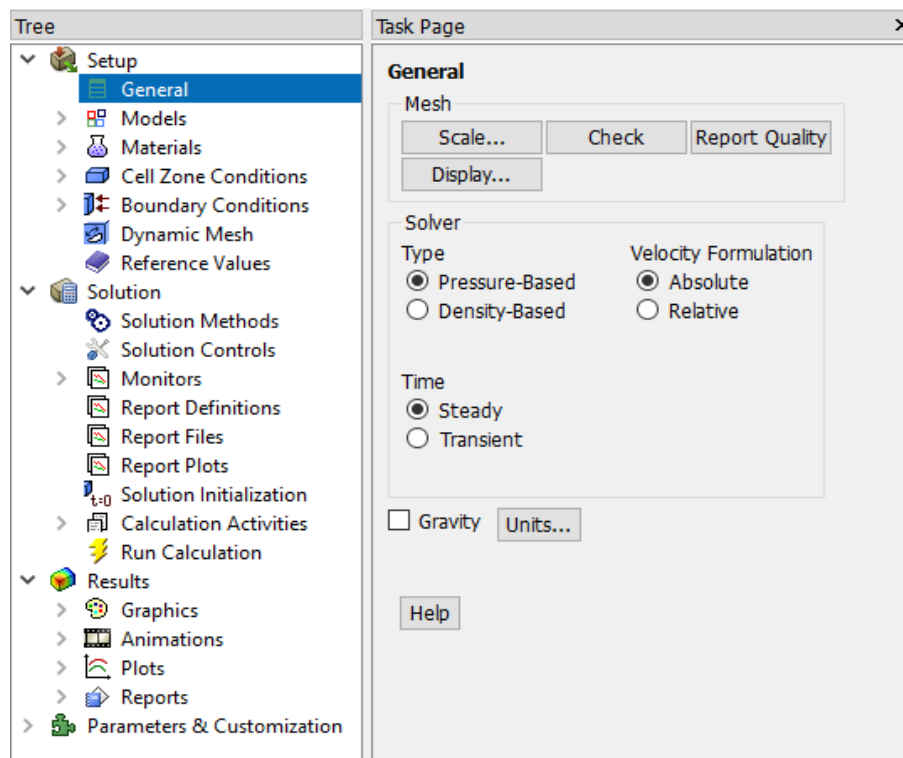 Tree
Setup
General
Models
Materials
Cell Zone Conditions
Boundary Conditions
Dynamic Mesh
Reference Values
Solution
Solution Methods
Solution Controls
Monitors
Report Definitions
Report Files
Report Plots
t=0 Solution Initialization
Calculation Activities
Run Calculation
Results
Graphics
Animations
Plots
Reports
Parameters & Customization
Task Page
General
Mesh
Scale... Check Report Quality
Display...
Solver
Type Velocity Formulation
Pressure-Based Absolute
Density-Based Relative
Time
Steady
Transient
Gravity Units...
Help